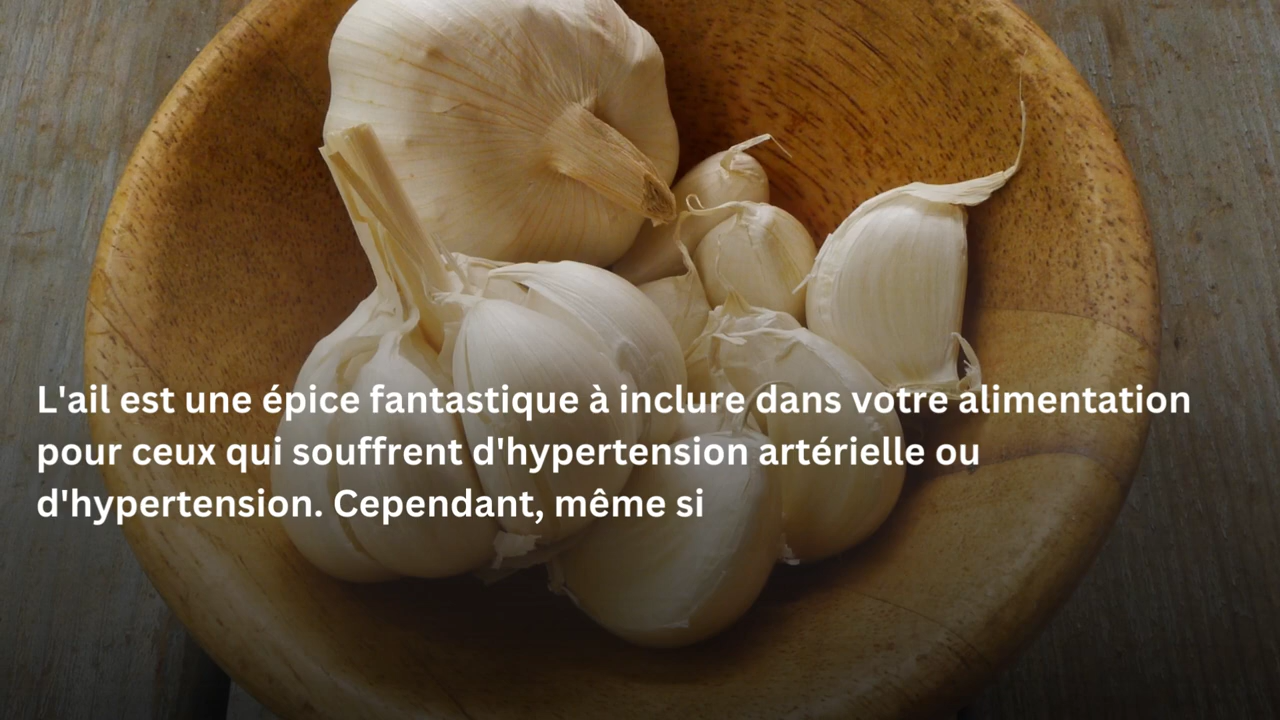 L'ail est une épice fantastique à inclure dans votre alimentation
pour ceux qui souffrent d'hypertension artérielle ou
d'hypertension. Cependant, même si